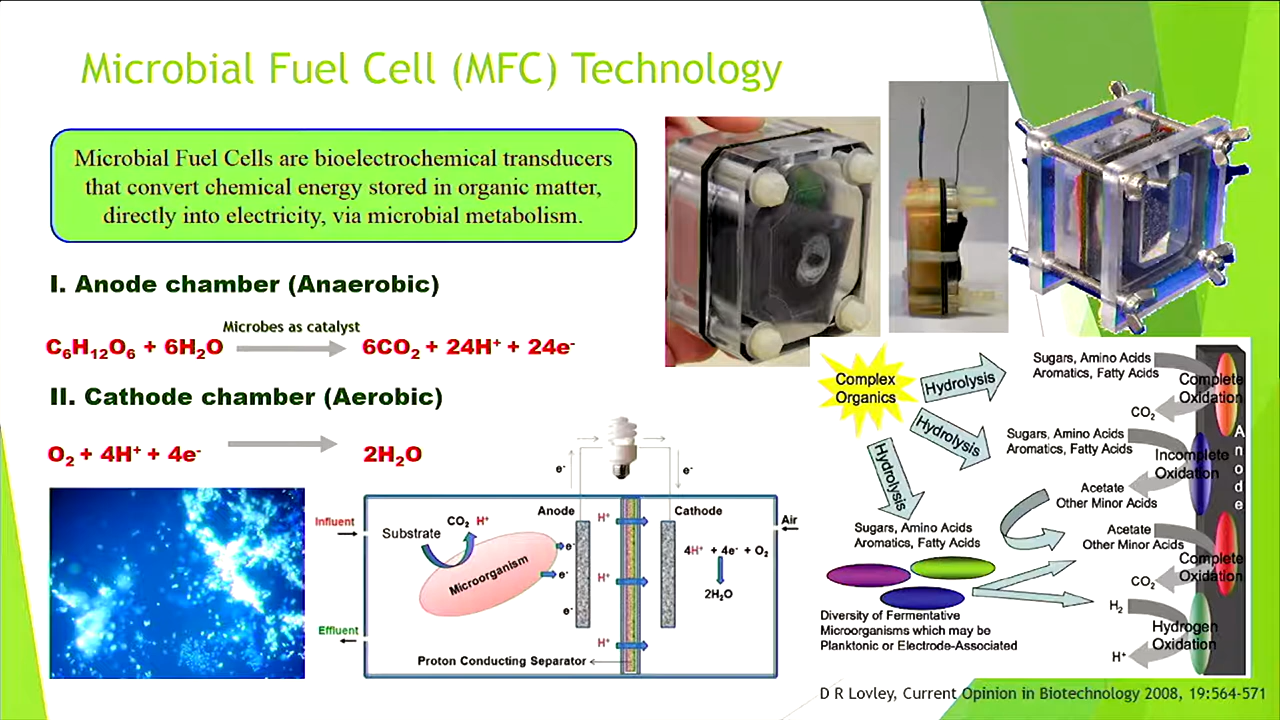 Microbial Fuel Cell (MFC) Technology
Microbial Fuel Cells are bioelectrochemical transducers
that convert chemical energy stored in organic matter,
directly into electricity, via microbial metabolism.
I. Anode chamber (Anaerobic)
Microbes as catalyst
C₆H₁₂O₆ + 6H₂O
6CO₂ + 24H⁺ + 24e⁻
II. Cathode chamber (Aerobic)
O₂ + 4H⁺ + 4e⁻
2H₂O
e⁻
e⁻
Influent
Effluent
Substrate
CO₂ H⁺
Microorganism
Anode
e⁻
e⁻
e⁻
H⁺
H⁺
H⁺
Cathode
Air
4H⁺ + 4e⁻ + O₂
2H₂O
Proton Conducting Separator
Complex
Organics
Hydrolysis
Hydrolysis
Hydrolysis
Sugars, Amino Acids
Aromatics, Fatty Acids
CO₂
Complete
Oxidation
Sugars, Amino Acids
Aromatics, Fatty Acids
Incomplete
Oxidation
Acetate
Other Minor Acids
Sugars, Amino Acids
Aromatics, Fatty Acids
Acetate
Other Minor Acids
CO₂
Complete
Oxidation
H₂
Hydrogen
Oxidation
H⁺
Anode
Diversity of Fermentative
Microorganisms which may be
Planktonic or Electrode-Associated
D R Lovley, Current Opinion in Biotechnology 2008, 19:564-571